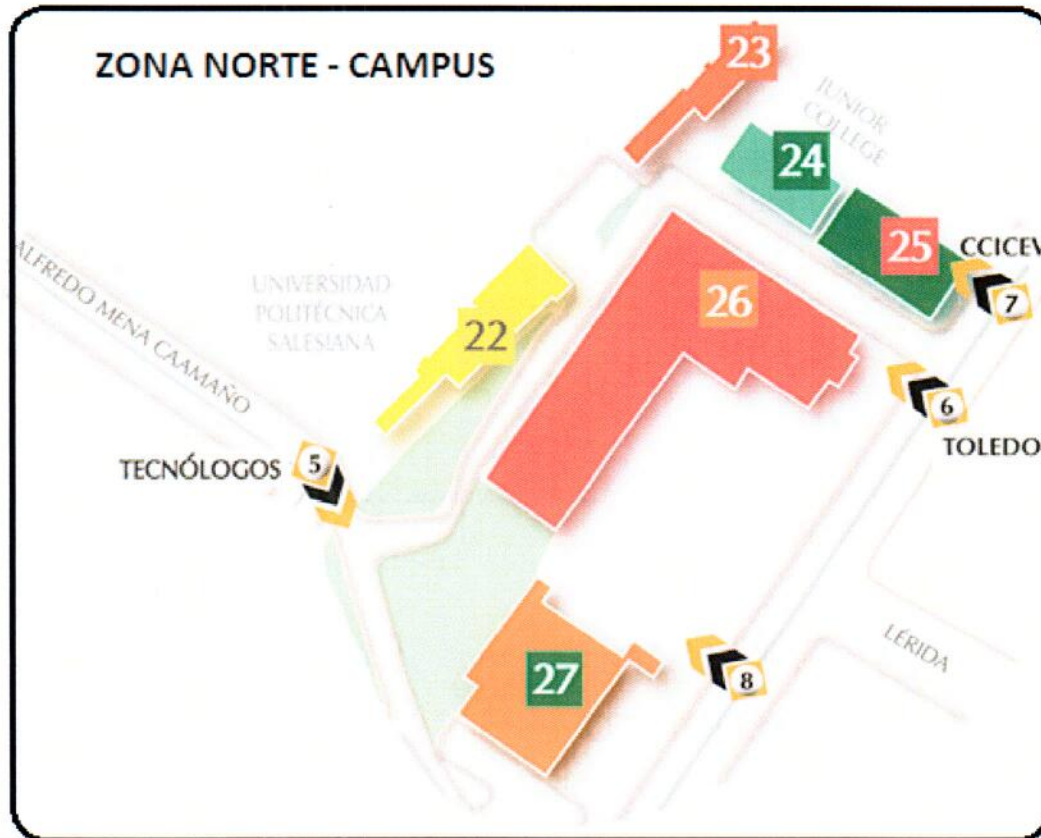 ZONA NORTE - CAMPUS
23
JUNIOR
COLLEGE
24
25
CCICEV
7
ALFREDO MENA CAAMAÑO
UNIVERSIDAD
POLITÉCNICA
SALESIANA
22
26
6
TOLEDO
TECNÓLOGOS
5
LÉRIDA
27
8